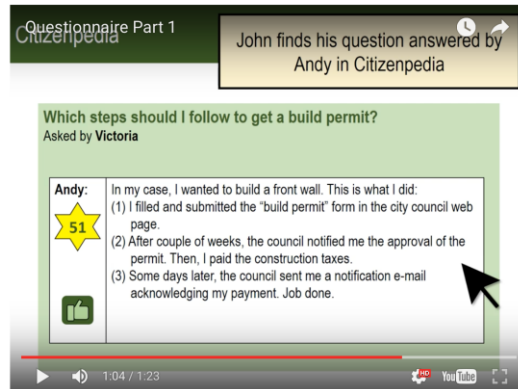 Questionnaire Part 1
Citizenpedia
John finds his question answered by
Andy in Citizenpedia
Which steps should I follow to get a build permit?
Asked by Victoria
Andy:
51
In my case, I wanted to build a front wall. This is what I did:
(1) I filled and submitted the “build permit” form in the city council web
page.
(2) After couple of weeks, the council notified me the approval of the
permit. Then, I paid the construction taxes.
(3) Some days later, the council sent me a notification e-mail
acknowledging my payment. Job done.
1:04 / 1:23
HD
YouTube